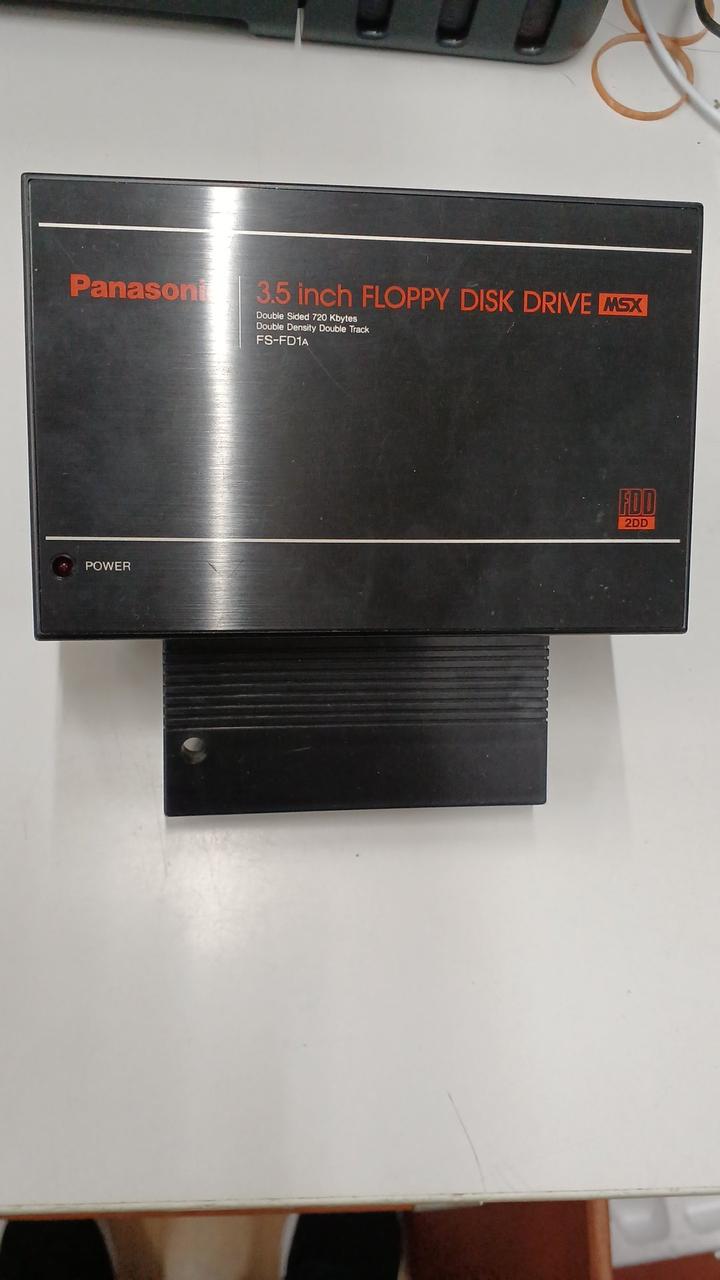 Panasonic
3.5 inch FLOPPY DISK DRIVE MSX
Double Sided 720 Kbytes
Double Density Double Track
FS-FD1A
FDD
2DD
POWER